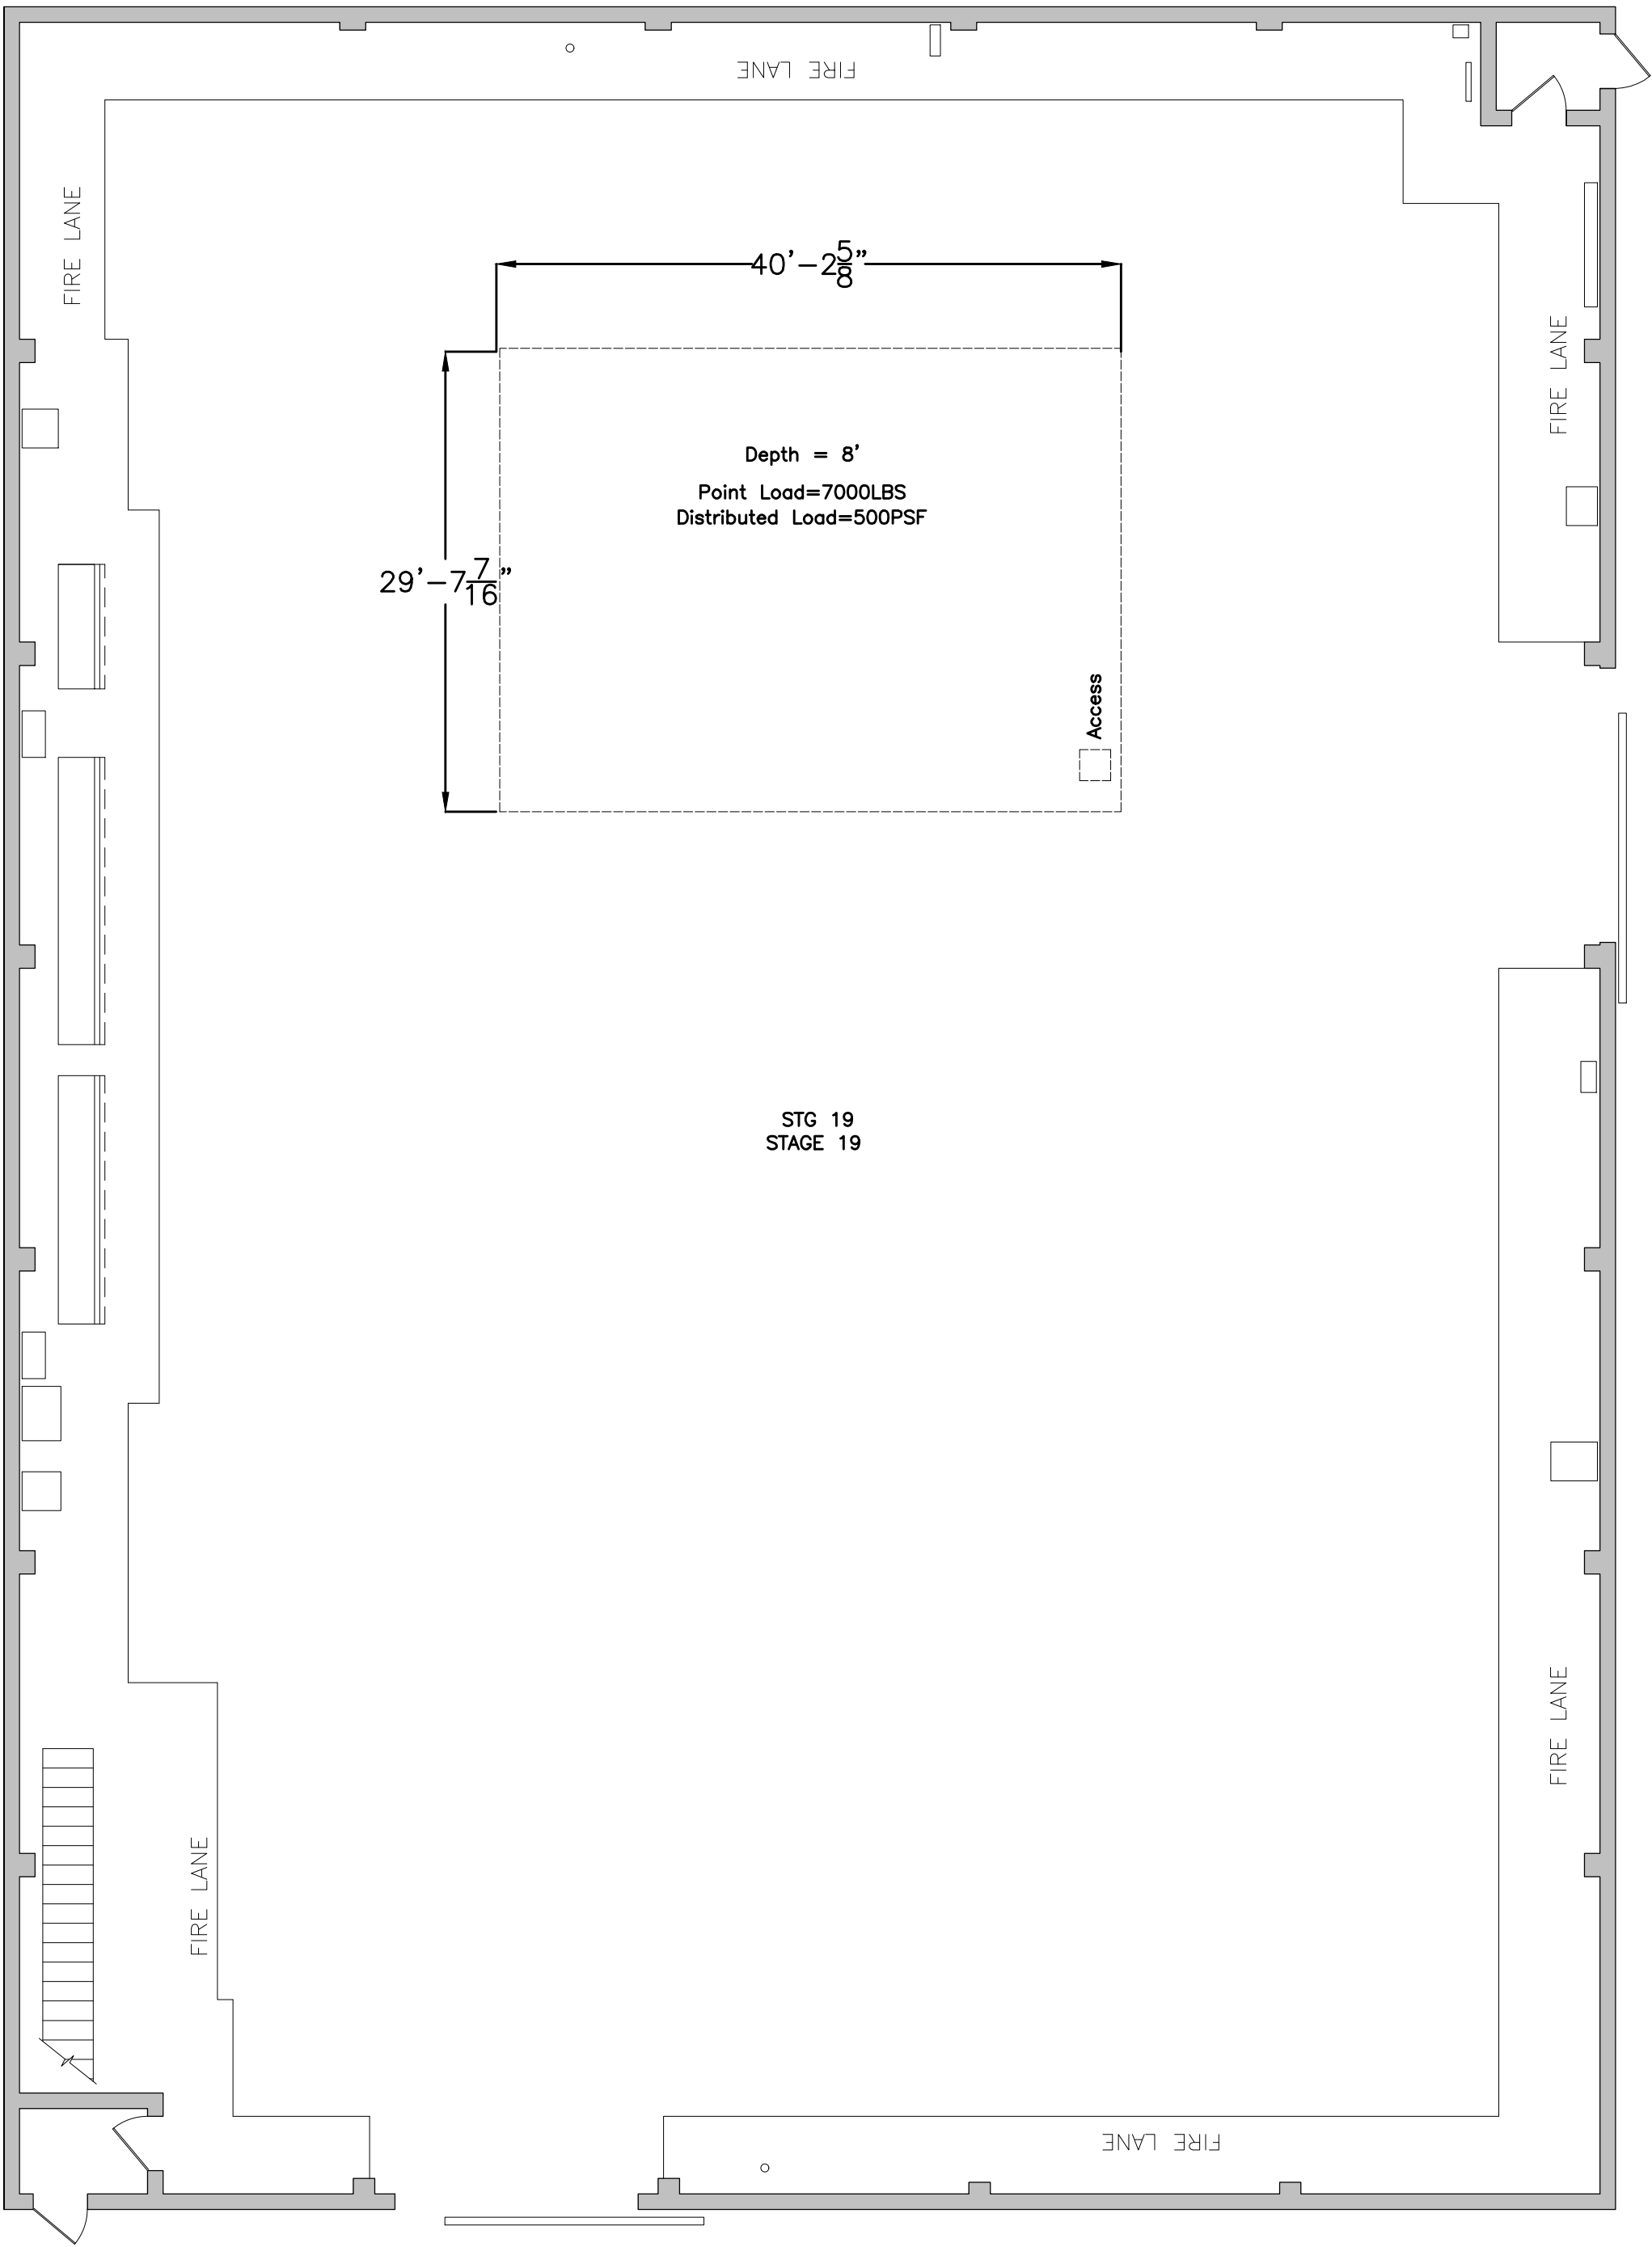 FIRE LANE
FIRE LANE
40'-2 5/8"
FIRE LANE
Depth = 8'
Point Load=7000LBS
Distributed Load=500PSF
29'-7 7/16"
Access
STG 19
STAGE 19
FIRE LANE
FIRE LANE
FIRE LANE